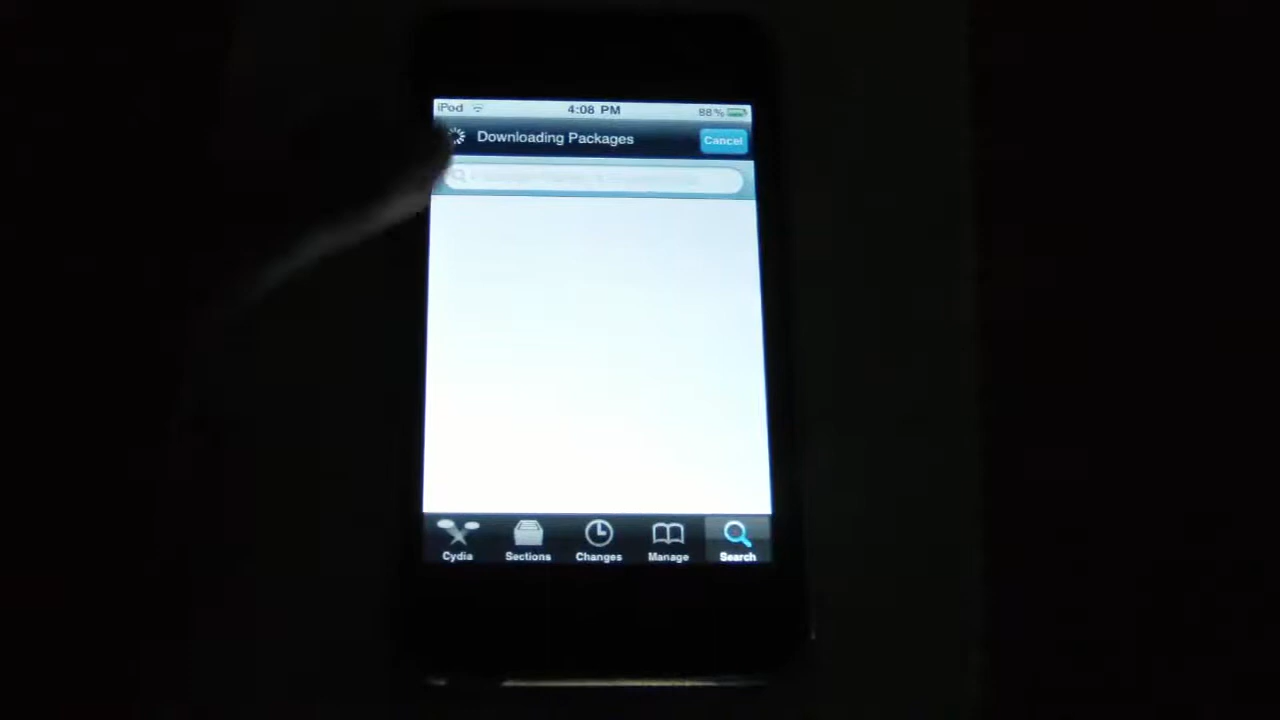 iPod 4:08 PM 88%
Downloading Packages Cancel
Cydia Sections Changes Manage Search